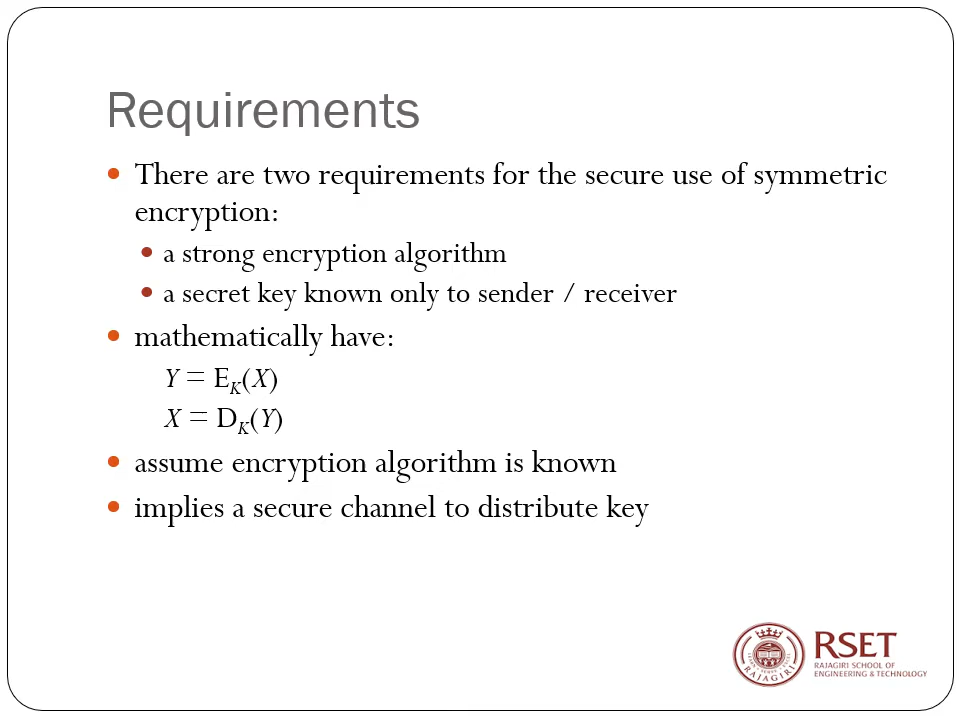 Requirements
• There are two requirements for the secure use of symmetric
encryption:
• a strong encryption algorithm
• a secret key known only to sender / receiver
• mathematically have:
Y = E_K(X)
X = D_K(Y)
• assume encryption algorithm is known
• implies a secure channel to distribute key
RSET
RAJAGIRI SCHOOL OF
ENGINEERING & TECHNOLOGY
RAJAGIRI